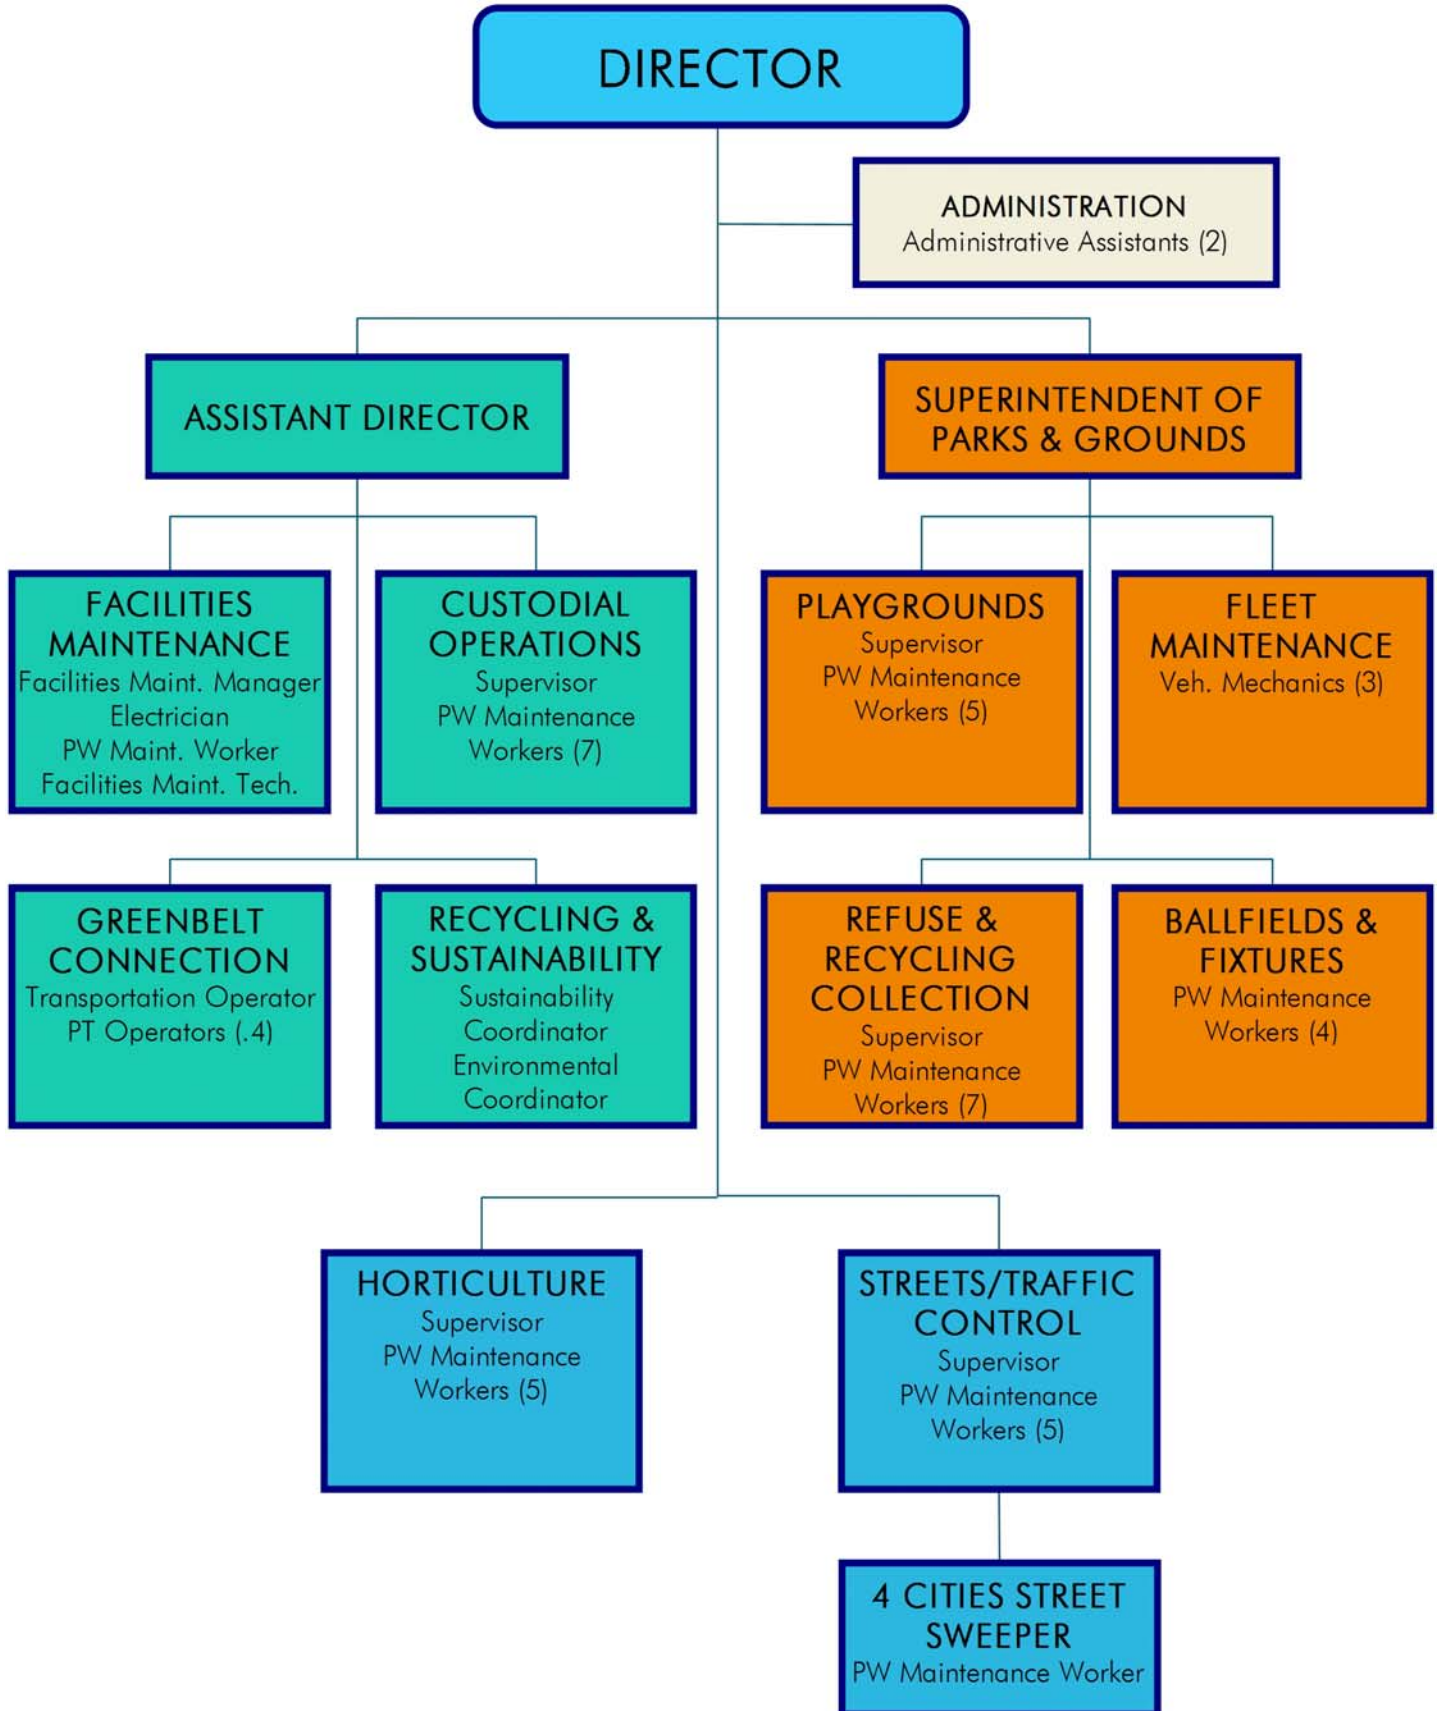 DIRECTOR
ADMINISTRATION
Administrative Assistants (2)
ASSISTANT DIRECTOR
SUPERINTENDENT OF
PARKS & GROUNDS
FACILITIES
MAINTENANCE
Facilities Maint. Manager
Electrician
PW Maint. Worker
Facilities Maint. Tech.
CUSTODIAL
OPERATIONS
Supervisor
PW Maintenance
Workers (7)
PLAYGROUNDS
Supervisor
PW Maintenance
Workers (5)
FLEET
MAINTENANCE
Veh. Mechanics (3)
GREENBELT
CONNECTION
Transportation Operator
PT Operators (.4)
RECYCLING &
SUSTAINABILITY
Sustainability
Coordinator
Environmental
Coordinator
REFUSE &
RECYCLING
COLLECTION
Supervisor
PW Maintenance
Workers (7)
BALLFIELDS &
FIXTURES
PW Maintenance
Workers (4)
HORTICULTURE
Supervisor
PW Maintenance
Workers (5)
STREETS/TRAFFIC
CONTROL
Supervisor
PW Maintenance
Workers (5)
4 CITIES STREET
SWEEPER
PW Maintenance Worker